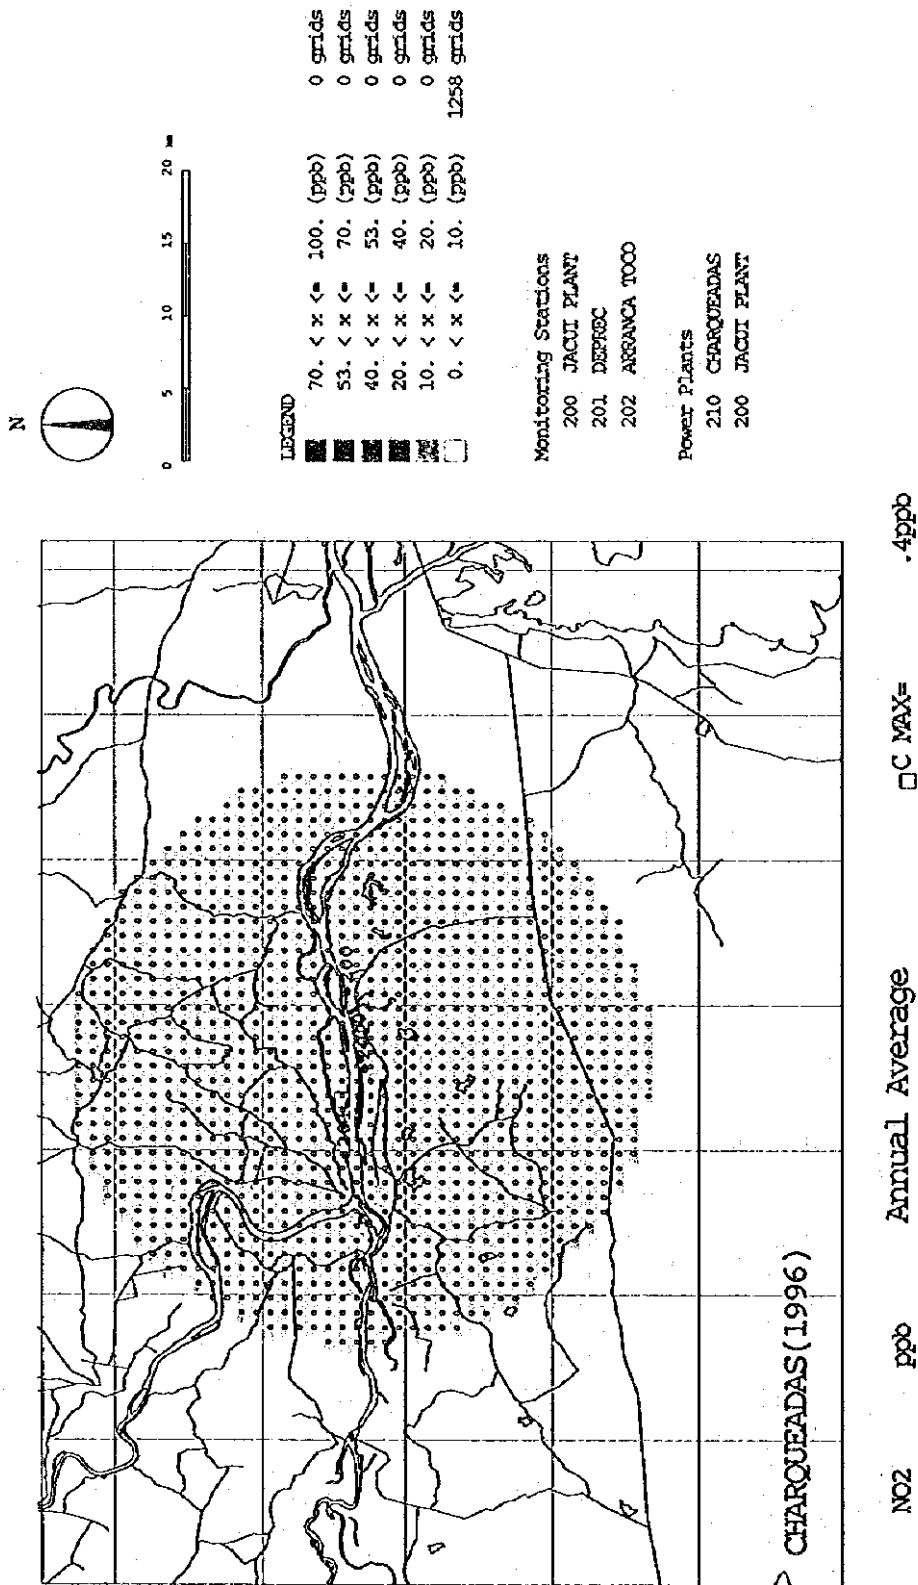 N
0 5 10 15 20 km
LEGEND
70. < x <= 100. (ppb) 0 grids
53. < x <= 70. (ppb) 0 grids
40. < x <= 53. (ppb) 0 grids
20. < x <= 40. (ppb) 0 grids
10. < x <= 20. (ppb) 0 grids
0. < x <= 10. (ppb) 1258 grids
Monitoring Stations
200 JACUI PLANT
201 DEPREC
202 ARRANCA TOCO
Power Plants
210 CHARQUEADAS
200 JACUI PLANT
CHARQUEADAS(1996)
NO2 ppb Annual Average □C MAX= .4ppb